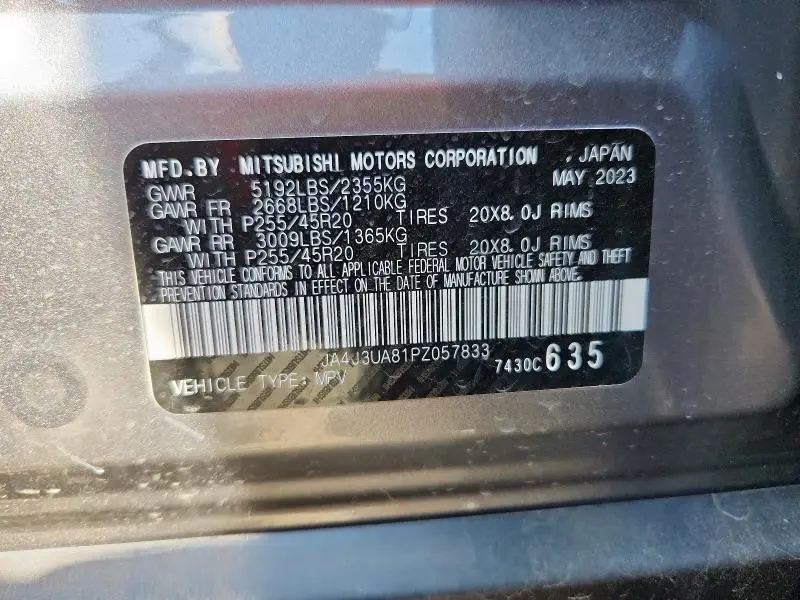 MFD.BY MITSUBISHI MOTORS CORPORATION , JAPAN
GVWR 5192LBS/2355KG MAY 2023
GAWR FR 2668LBS/1210KG
WITH P255/45R20 TIRES 20X8.0J RIMS
GAWR RR 3009LBS/1365KG
WITH P255/45R20 TIRES 20X8.0J RIMS
THIS VEHICLE CONFORMS TO ALL APPLICABLE FEDERAL MOTOR VEHICLE SAFETY AND THEFT
PREVENTION STANDARDS IN EFFECT ON THE DATE OF MANUFACTURE SHOWN ABOVE.
JA4J3UA81PZ057833
7430C635
VEHICLE TYPE: MPV